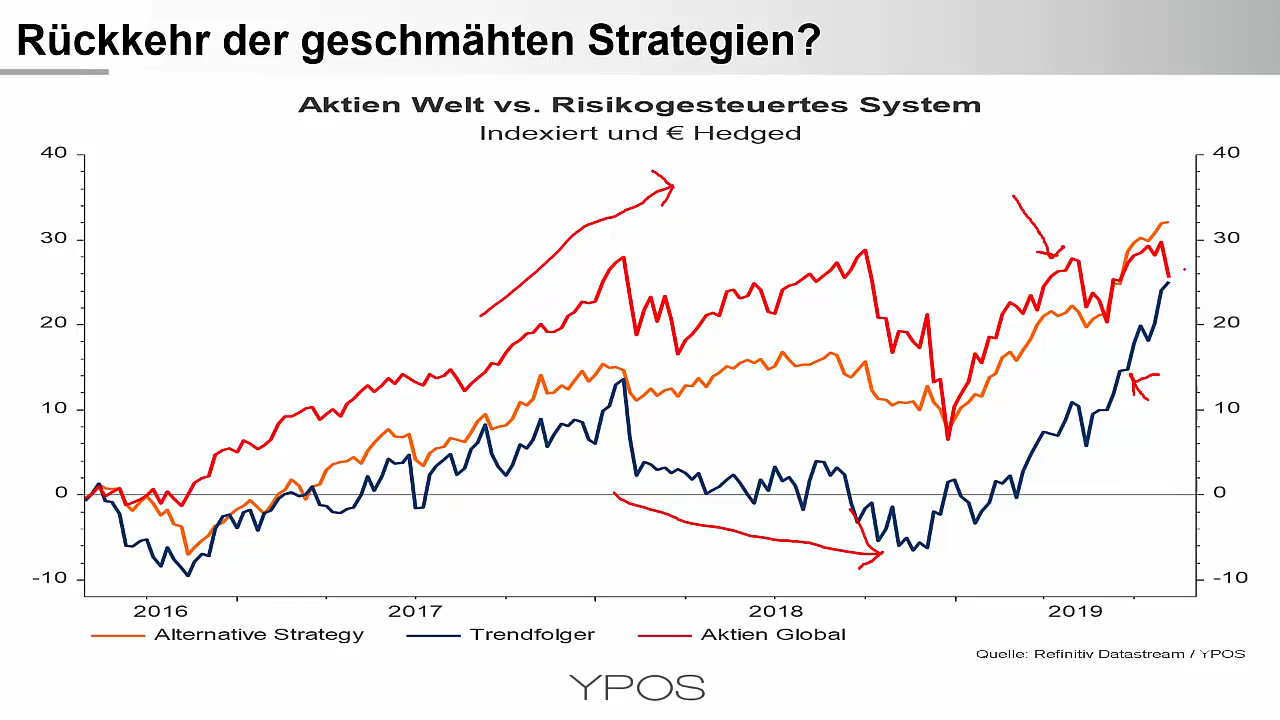 Rückkehr der geschmähten Strategien?
Aktien Welt vs. Risikogesteuertes System
Indexiert und € Hedged
40 40
30 30
20 20
10 10
0 0
-10 -10
2016 2017 2018 2019
Alternative Strategy Trendfolger Aktien Global
Quelle: Refinitiv Datastream / YPOS
YPOS